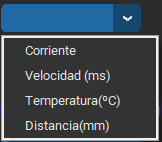 Corriente
Velocidad (ms)
Temperatura(ºC)
Distancia(mm)